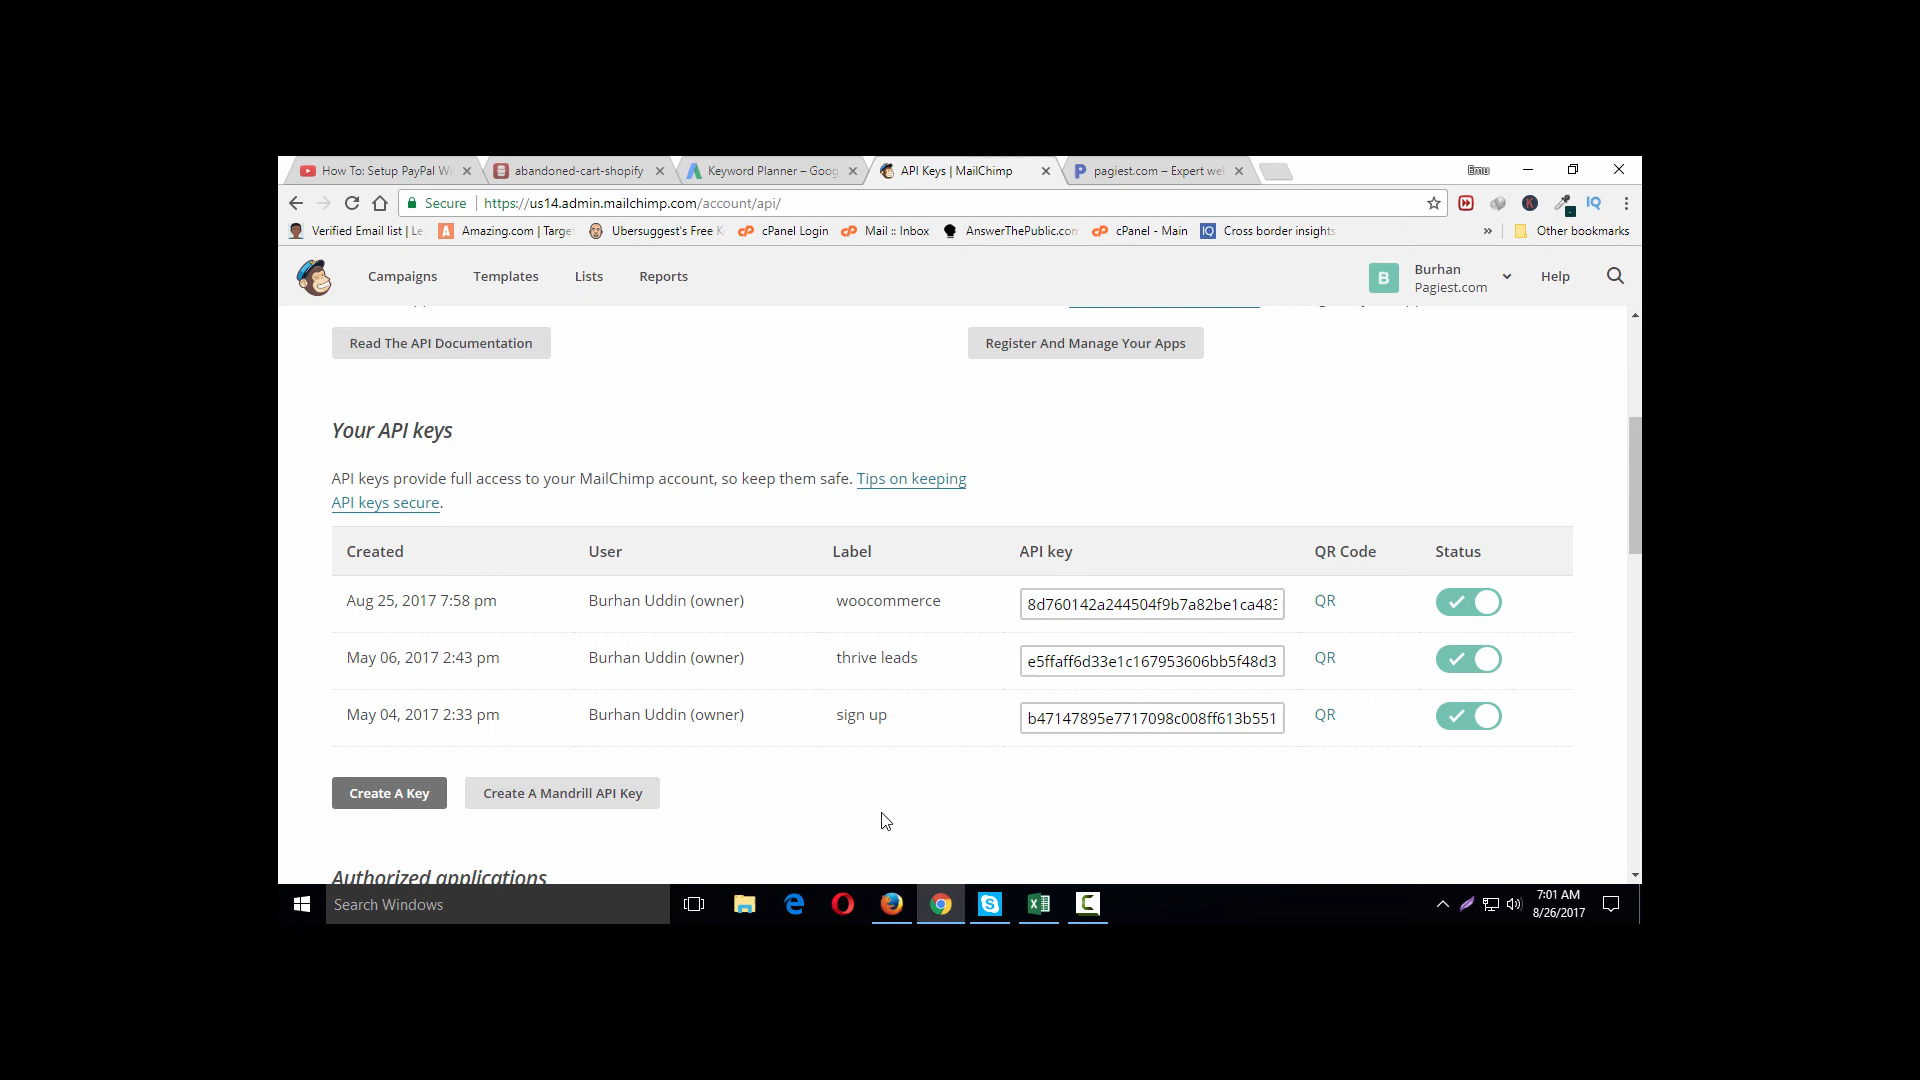 How To: Setup PayPal Wi
abandoned-cart-shopify
Keyword Planner – Goog
API Keys | MailChimp
pagiest.com – Expert we
Emu
Secure https://us14.admin.mailchimp.com/account/api/
Verified Email list | Le
Amazing.com | Targe
Ubersuggest's Free K
cPanel Login
Mail :: Inbox
AnswerThePublic.com
cPanel - Main
IQ Cross border insights
» Other bookmarks
Campaigns Templates Lists Reports
B Burhan
Pagiest.com
Help
Read The API Documentation
Register And Manage Your Apps
Your API keys
API keys provide full access to your MailChimp account, so keep them safe. Tips on keeping
API keys secure.
Created User Label API key QR Code Status
Aug 25, 2017 7:58 pm Burhan Uddin (owner) woocommerce 8d760142a244504f9b7a82be1ca483 QR
May 06, 2017 2:43 pm Burhan Uddin (owner) thrive leads e5ffaff6d33e1c167953606bb5f48d3 QR
May 04, 2017 2:33 pm Burhan Uddin (owner) sign up b47147895e7717098c008ff613b551 QR
Create A Key Create A Mandrill API Key
Authorized applications
Search Windows
7:01 AM
8/26/2017